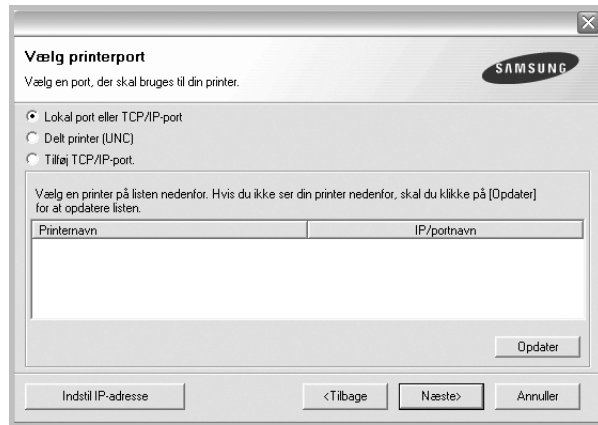 Vælg printerport
Vælg en port, der skal bruges til din printer.
SAMSUNG
Lokal port eller TCP/IP-port
Delt printer (UNC)
Tilføj TCP/IP-port.
Vælg en printer på listen nedenfor. Hvis du ikke ser din printer nedenfor, skal du klikke på [Opdater]
for at opdatere listen.
Printernavn IP/portnavn
Opdater
Indstil IP-adresse <Tilbage Næste> Annuller